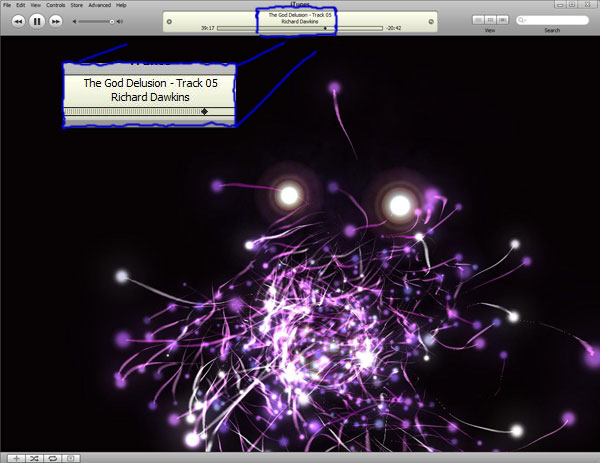 iTunes
File Edit View Controls Store Advanced Help
The God Delusion - Track 05
Richard Dawkins
39:17 -20:42
View Search
The God Delusion - Track 05
Richard Dawkins